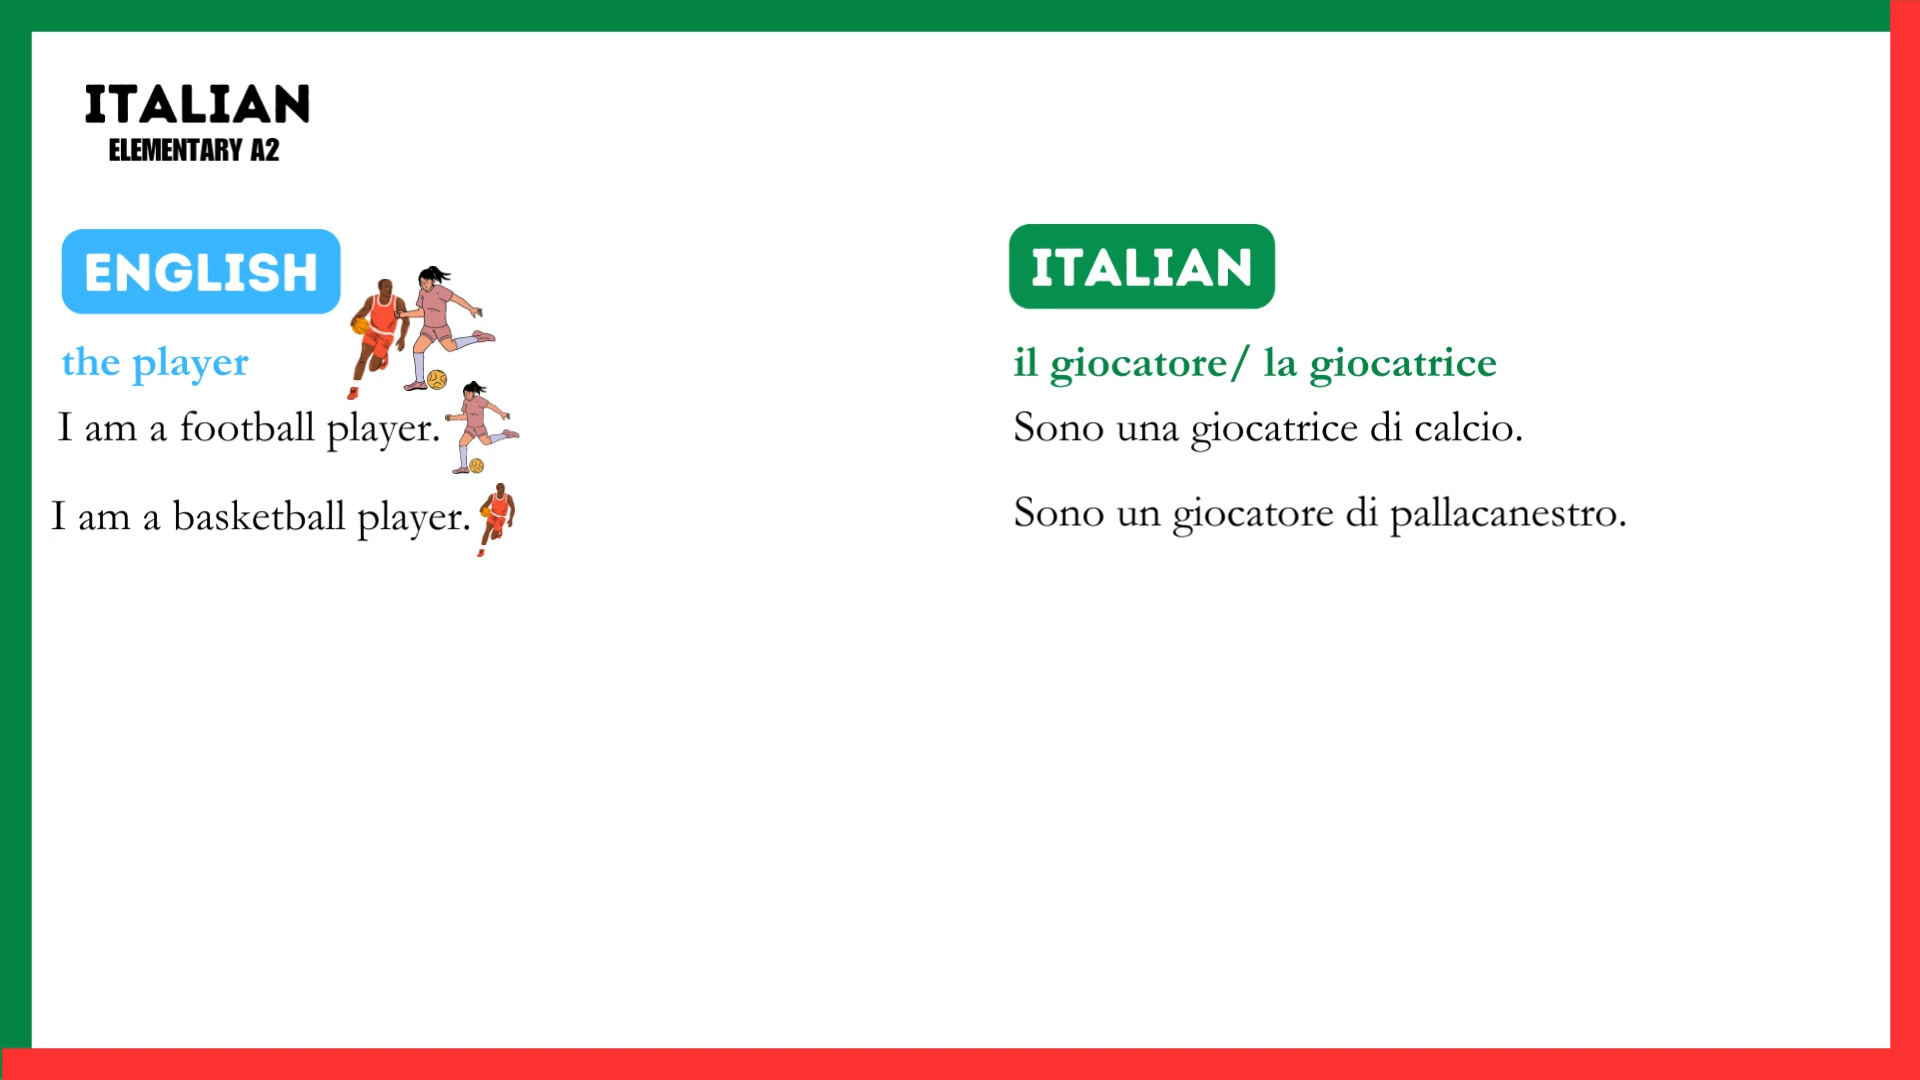 ITALIAN
ELEMENTARY A2
ENGLISH
the player
I am a football player.
I am a basketball player.
ITALIAN
il giocatore/ la giocatrice
Sono una giocatrice di calcio.
Sono un giocatore di pallacanestro.